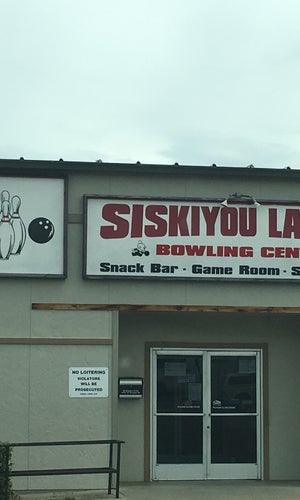 SISKIYOU LA
BOWLING CEN
Snack Bar - Game Room - S
NO LOITERING
VIOLATORS
WILL BE
PROSECUTED